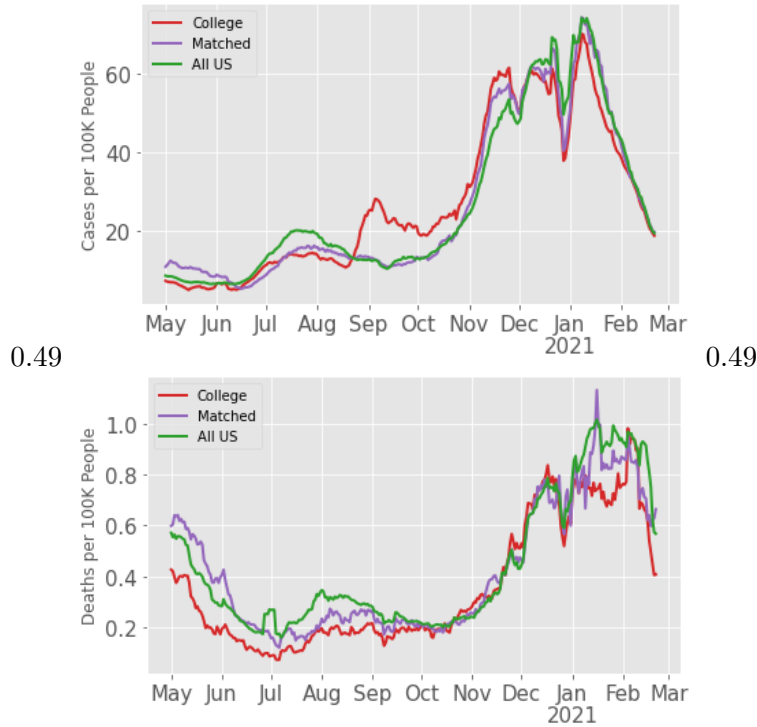 College
Matched
All US
Cases per 100K People
60
40
20
May Jun Jul Aug Sep Oct Nov Dec Jan Feb Mar
2021
0.49 0.49
College
Matched
All US
Deaths per 100K People
1.0
0.8
0.6
0.4
0.2
May Jun Jul Aug Sep Oct Nov Dec Jan Feb Mar
2021